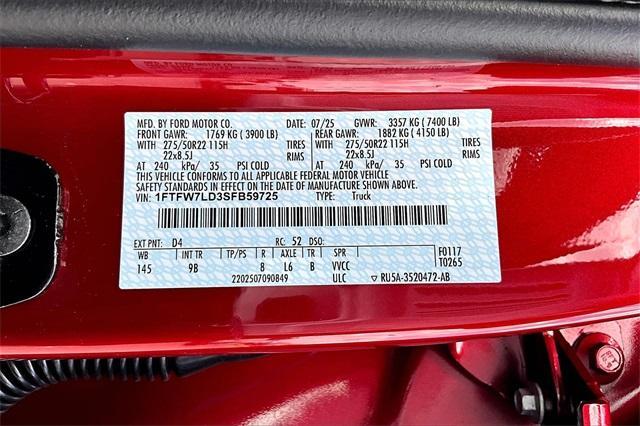 MFD. BY FORD MOTOR CO. 07/25 GVWR: 3357 KG ( 7400 LB)
FRONT GAWR: 1769 KG ( 3900 LB) REAR GAWR: 1882 KG ( 4150 LB)
WITH 275/50R22 115H TIRES WITH 275/50R22 115H TIRES
22x8.5J RIMS 22x8.5J RIMS
AT 240 kPa/ 35 PSI COLD AT 240 kPa/ 35 PSI COLD
THIS VEHICLE CONFORMS TO ALL APPLICABLE FEDERAL MOTOR VEHICLE
SAFETY STANDARDS IN EFFECT ON THE DATE OF MANUFACTURE SHOWN ABOVE.
VIN: 1FTFW7LD3SFB59725 TYPE: Truck
EXT PNT: D4 RC: 52 DSO: F0117
WB INT TR TP/PS R AXLE TR SPR T0265
145 9B 8 L6 B VVCC
2202507090849 ULC ▽ RU5A-3520472-AB